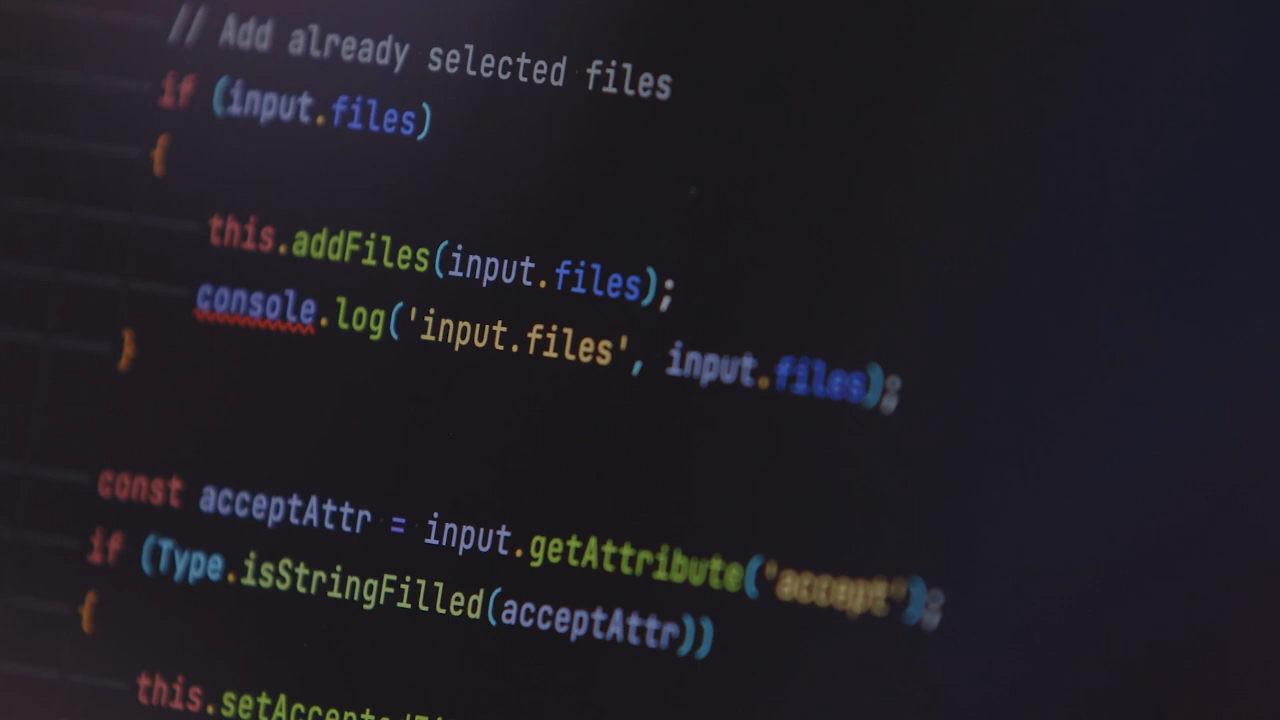 // Add already selected files
if (input.files)
{
this.addFiles(input.files);
console.log('input.files', input.files);
}
const acceptAttr = input.getAttribute('accept');
if (Type.isStringFilled(acceptAttr))
{